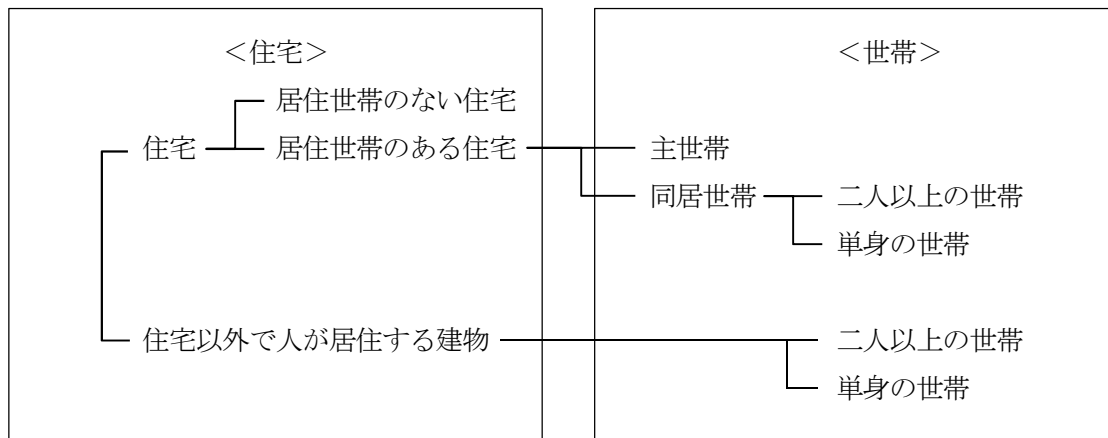 ＜住宅＞
居住世帯のない住宅
住宅
居住世帯のある住宅
住宅以外で人が居住する建物
＜世帯＞
主世帯
同居世帯
二人以上の世帯
単身の世帯
二人以上の世帯
単身の世帯